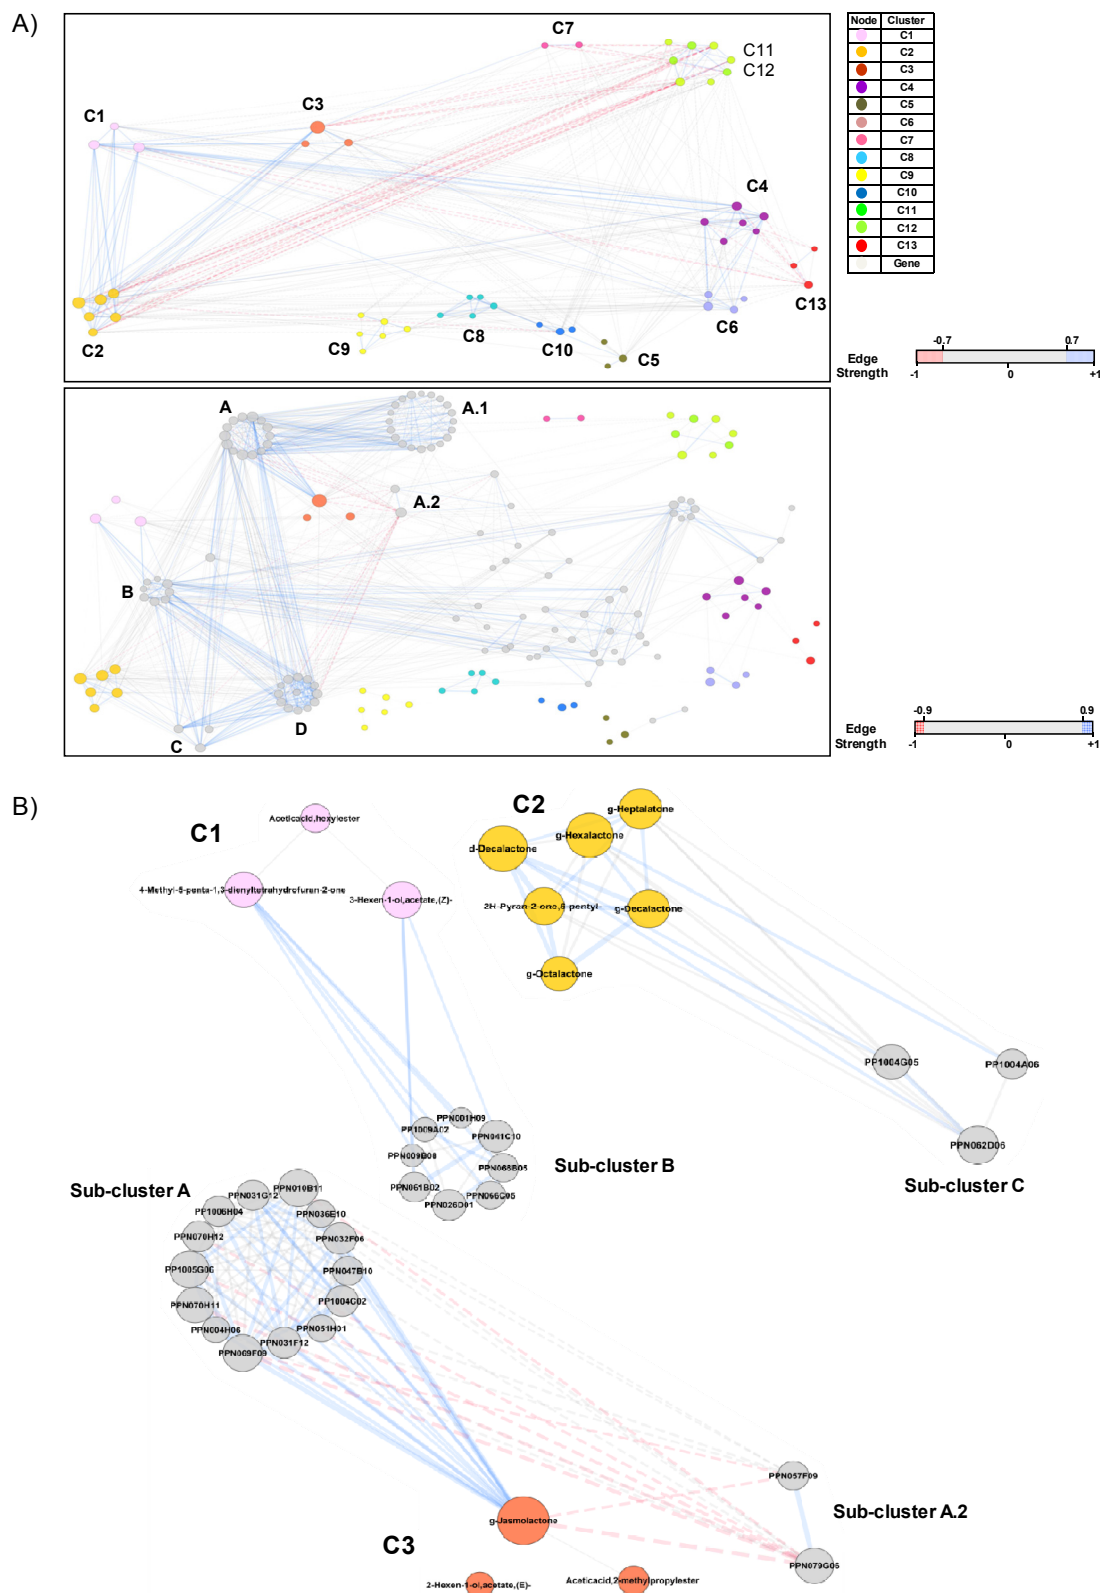 A)
C7
C11
C12
C3
C1
C4
C13
C6
C2
C9
C8
C10
C5
Node Cluster
C1
C2
C3
C4
C5
C6
C7
C8
C9
C10
C11
C12
C13
Gene
-0.7 0.7
Edge
Strength
-1 0 +1
A
A.1
A.2
B
C
D
-0.9 0.9
Edge
Strength
-1 0 +1
B)
C1
Aceticacid,hexylester
4-Methyl-5-penta-1,3-dienyltetrahydrofuran-2-one
3-Hexen-1-ol,acetate,(Z)-
C2
g-Heptalatone
g-Hexalactone
d-Decalactone
2H-Pyran-2-one,6-pentyl
g-Decalactone
g-Octalactone
PP1004G05
PP1004A06
PPN062D06
Sub-cluster C
PPN001H09
PP1009A02
PPN041C10
PPN009B08
PPN068B05
PPN061B02
PPN066C05
PPN026D01
Sub-cluster B
Sub-cluster A
PPN010B11
PPN031G12
PP1006H04
PPN036E10
PPN070H12
PPN032F06
PP1005G06
PPN047B10
PPN070H11
PP1004C02
PPN004H06
PPN051H01
PPN031F12
PPN069F09
PPN057F09
Sub-cluster A.2
PPN079G06
g-Jasmolactone
C3
2-Hexen-1-ol,acetate,(E)-
Aceticacid,2-methylpropylester